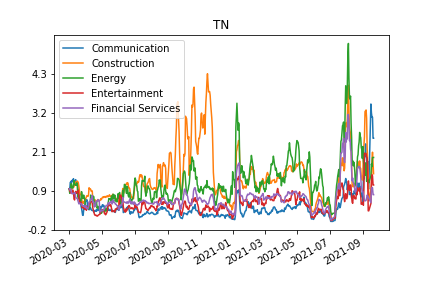 TN
Communication
Construction
Energy
Entertainment
Financial Services
4.3
3.2
2.1
0.9
-0.2
2020-03
2020-05
2020-07
2020-09
2020-11
2021-01
2021-03
2021-05
2021-07
2021-09